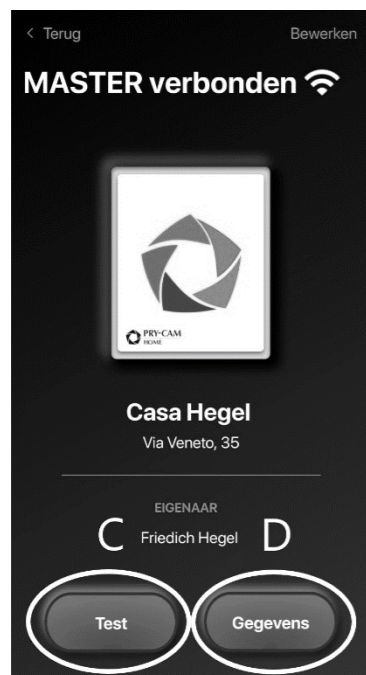 < Terug Bewerken
MASTER verbonden
PRY-CAM
HOME
Casa Hegel
Via Veneto, 35
EIGENAAR
C Friedich Hegel D
Test Gegevens